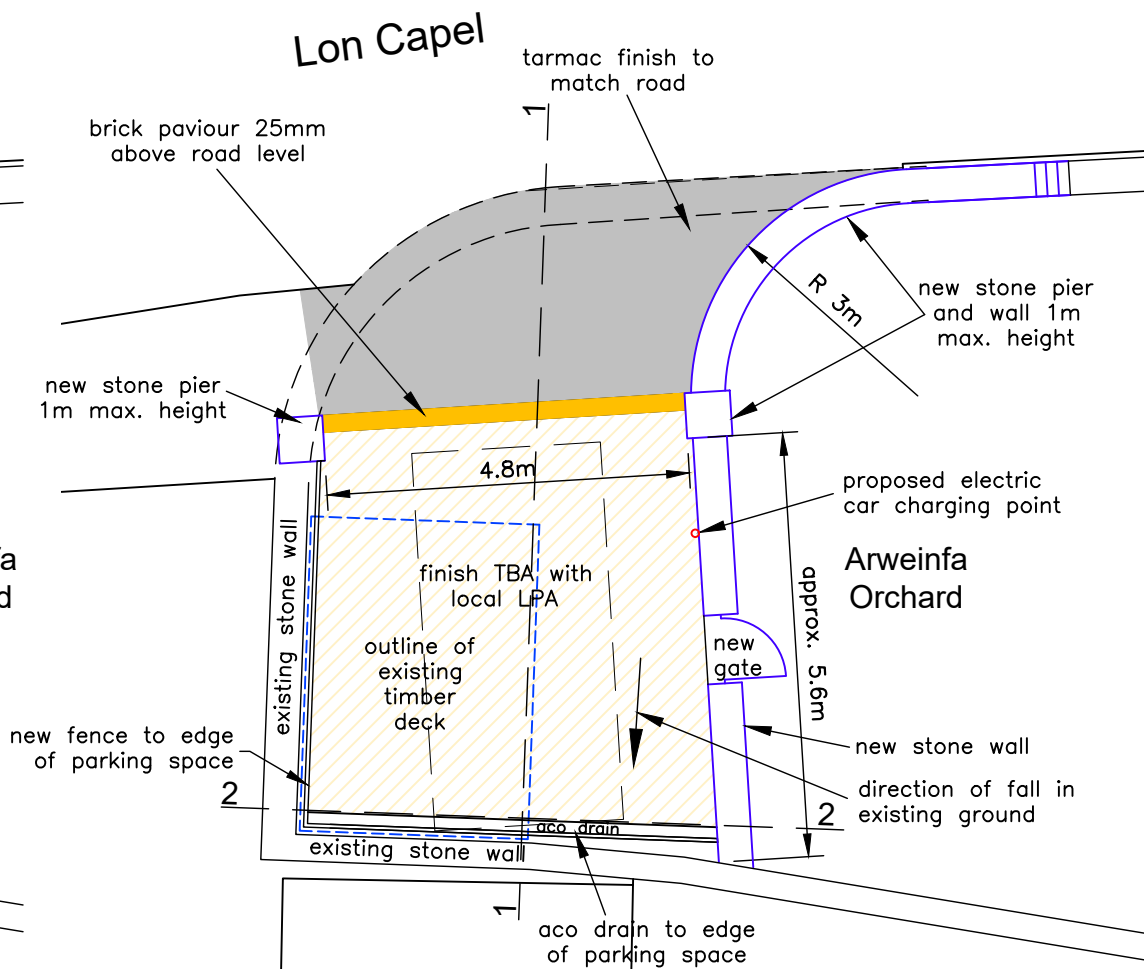 Lon Capel
tarmac finish to
match road
1
brick paviour 25mm
above road level
R 3m
new stone pier
and wall 1m
max. height
new stone pier
1m max. height
4.8m
proposed electric
car charging point
Arweinfa
Orchard
existing stone wall
finish TBA with
local LPA
approx. 5.6m
outline of
existing
timber
deck
new
gate
new fence to edge
of parking space
new stone wall
direction of fall in
existing ground
2
2
aco drain
existing stone wall
1
aco drain to edge
of parking space